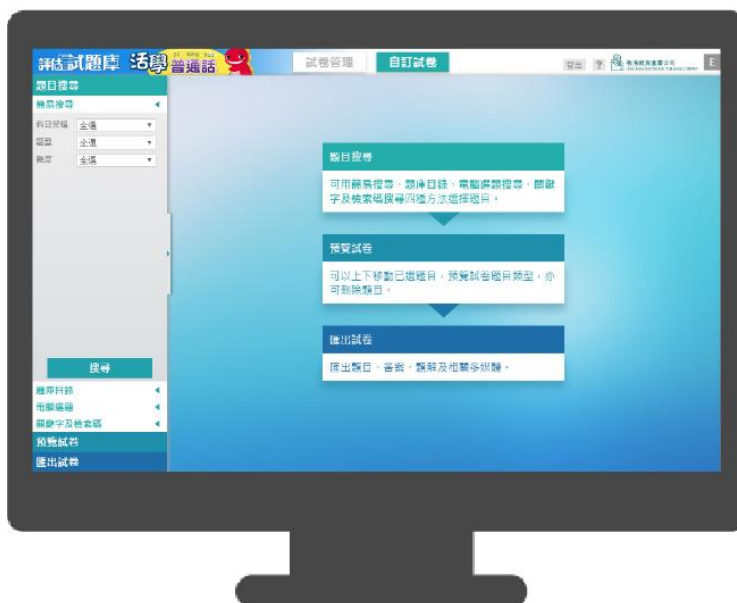 評估試題庫 活學普通話
試卷管理 自訂試卷
登出 ? E
題目搜尋
簡易搜尋
科目架幅 全選
題型 全選
難度 全選
搜尋
題庫目錄
電腦選題
關鍵字及檢索碼
預覽試卷
匯出試卷
題目搜尋
可用簡易搜尋、題庫目錄、電腦選題搜尋、關鍵
字及檢索碼搜尋四種方法選擇題目。
預覽試卷
可以上下移動已選題目，預覽試卷題目類型，亦
可刪除題目。
匯出試卷
匯出題目、答案、題解及相關多媒體。